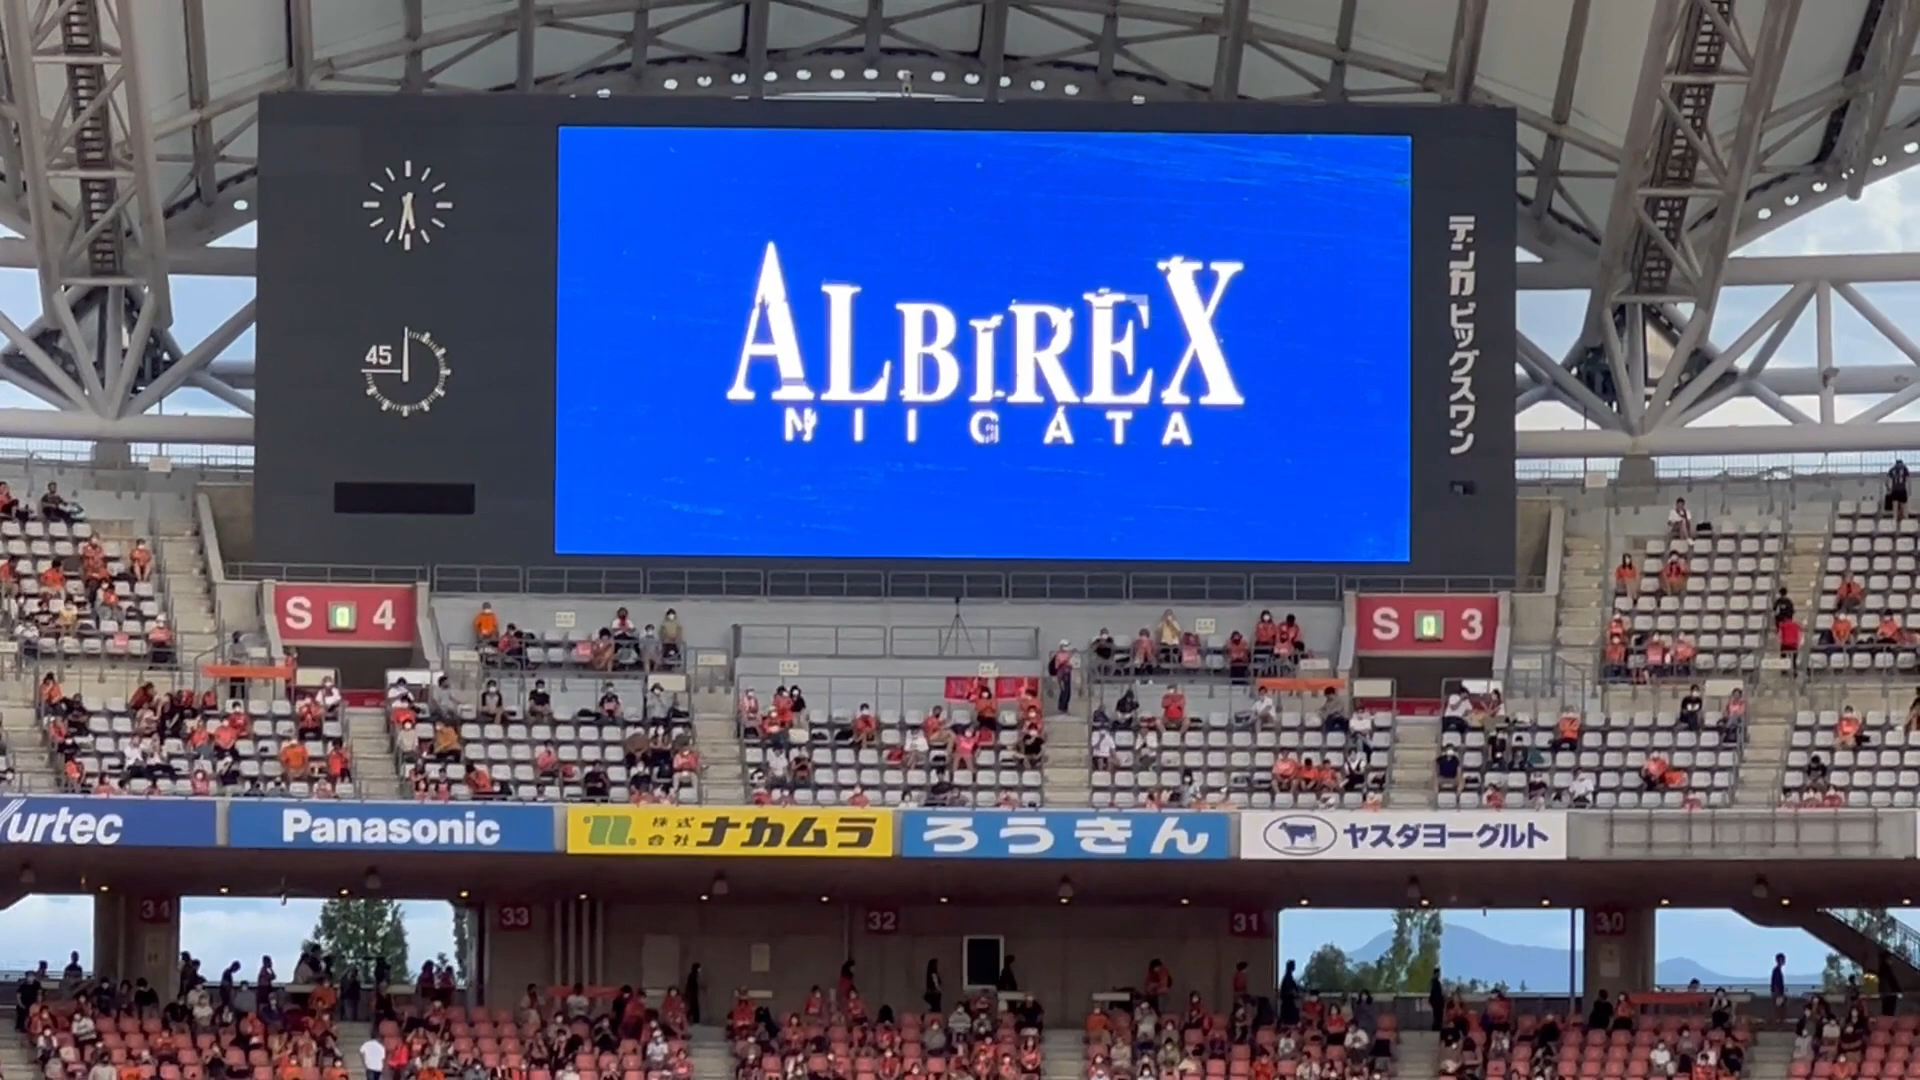 ALBIREX
NIIGATA
45
デンカビッグスワン
S 4
S 3
urtec
Panasonic
株式会社ナカムラ
ろうきん
ヤスダヨーグルト
34
33
32
31
30